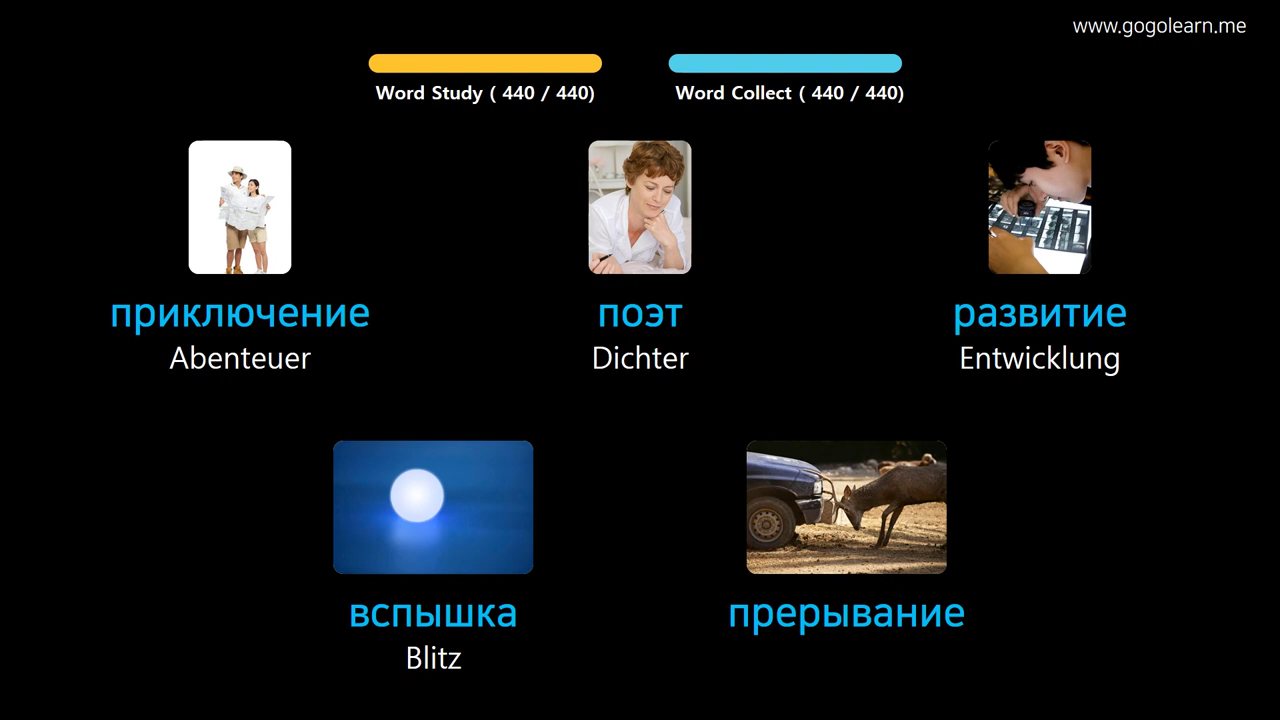 www.gogolearn.me
Word Study ( 440 / 440)
Word Collect ( 440 / 440)
приключение
Abenteuer
поэт
Dichter
развитие
Entwicklung
вспышка
Blitz
прерывание